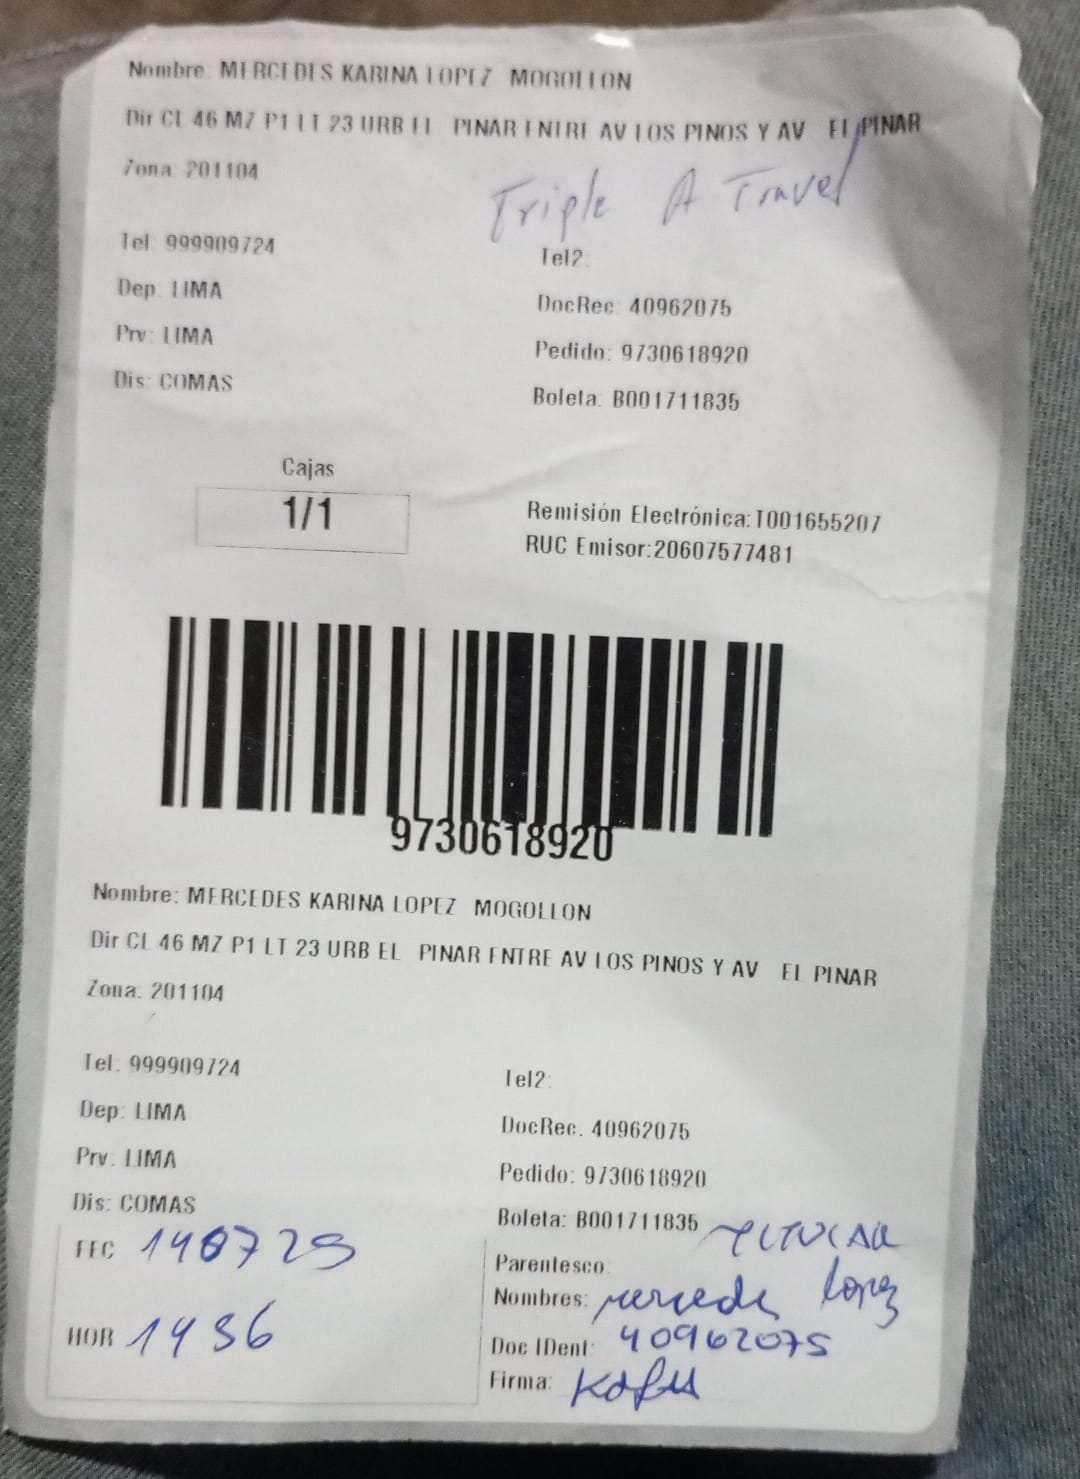 Nombre: MERCEDES KARINA LOPEZ MOGOLLON
Dir CL 46 MZ P1 LT 23 URB EL PINAR ENTRE AV LOS PINOS Y AV EL PINAR
Zona: 201104
Triple A Travel
Tel: 999909724
Tel2:
Dep: LIMA
DocRec: 40962075
Prv: LIMA
Pedido: 9730618920
Dis: COMAS
Boleta: B001711835
Cajas
1/1
Remisión Electrónica:T001655207
RUC Emisor:20607577481
9730618920
Nombre: MERCEDES KARINA LOPEZ MOGOLLON
Dir CL 46 MZ P1 LT 23 URB EL PINAR ENTRE AV LOS PINOS Y AV EL PINAR
Zona: 201104
Tel: 999909724
Tel2:
Dep: LIMA
DocRec: 40962075
Prv: LIMA
Pedido: 9730618920
Dis: COMAS
Boleta: B001711835
FEC 140725
Parentesco: TITULAR
Nombres: Mercedes Lopez
HOR 1436
Doc IDent: 40962075
Firma: